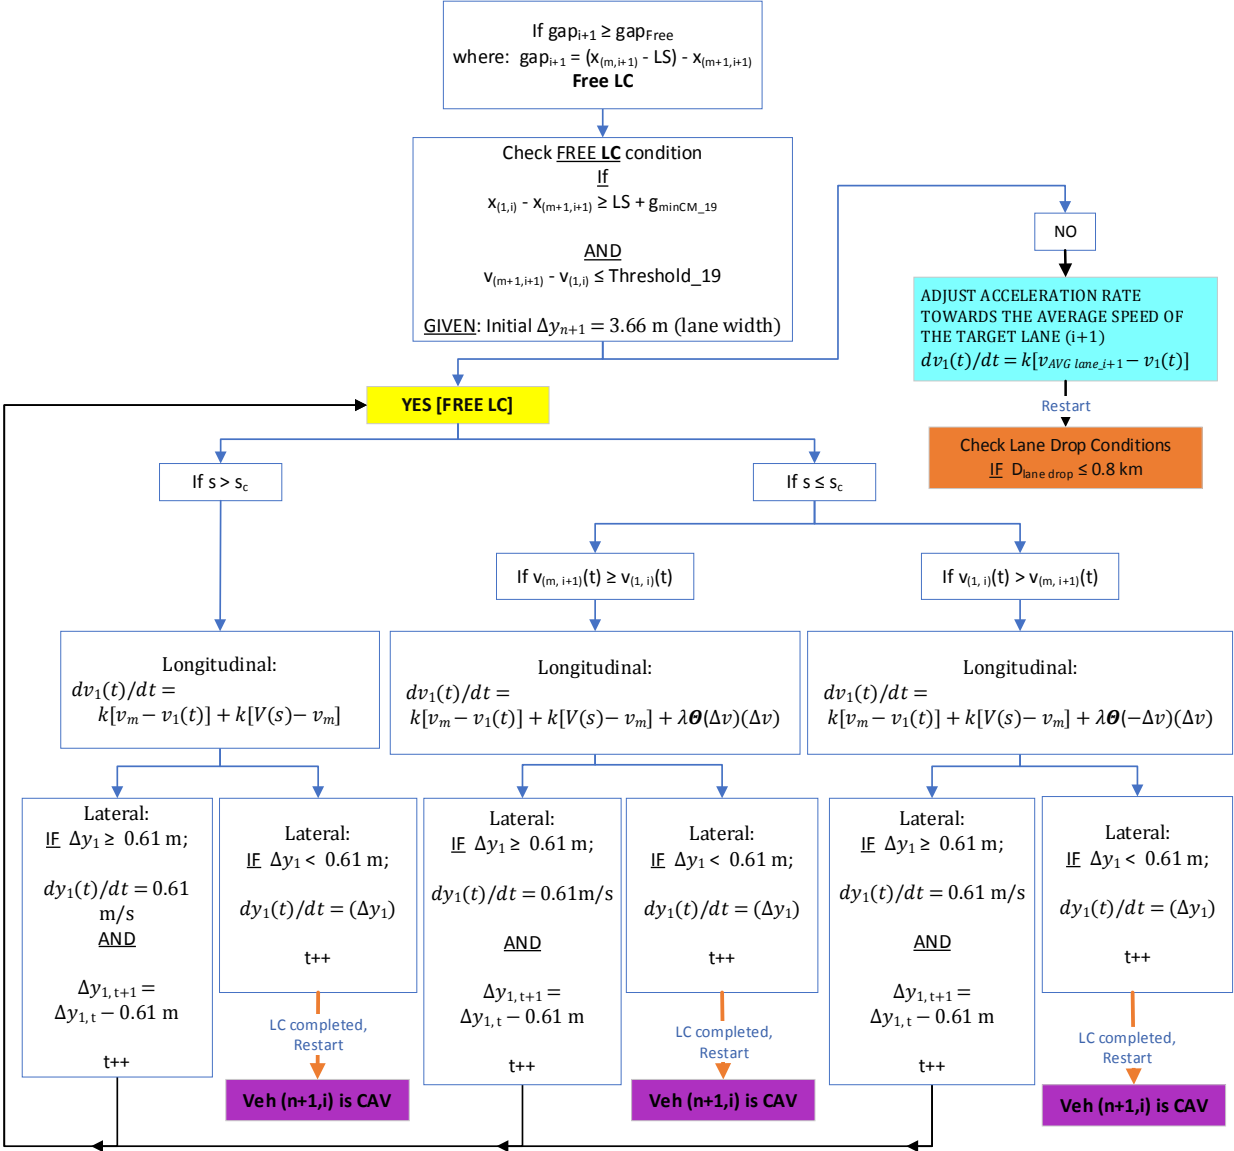 If gap_{i+1} ≥ gap_{Free}
where: gap_{i+1} = (x_{(m,i+1)} - LS) - x_{(m+1,i+1)}
Free LC
Check FREE LC condition
If
x_{(1,i)} - x_{(m+1,i+1)} ≥ LS + g_{minCM_19}
AND
v_{(m+1,i+1)} - v_{(1,i)} ≤ Threshold_19
GIVEN: Initial Δy_{n+1} = 3.66 m (lane width)
NO
ADJUST ACCELERATION RATE
TOWARDS THE AVERAGE SPEED OF
THE TARGET LANE (i+1)
dv_1(t)/dt = k[v_{AVG lane_i+1} − v_1(t)]
Restart
Check Lane Drop Conditions
IF D_{lane drop} ≤ 0.8 km
YES [FREE LC]
If s > s_c
If s ≤ s_c
If v_{(m, i+1)}(t) ≥ v_{(1, i)}(t)
If v_{(1, i)}(t) > v_{(m, i+1)}(t)
Longitudinal:
dv_1(t)/dt =
k[v_m − v_1(t)] + k[V(s) − v_m]
Longitudinal:
dv_1(t)/dt =
k[v_m − v_1(t)] + k[V(s) − v_m] + λΘ(Δv)(Δv)
Longitudinal:
dv_1(t)/dt =
k[v_m − v_1(t)] + k[V(s) − v_m] + λΘ(−Δv)(Δv)
Lateral:
IF Δy_1 ≥ 0.61 m;
dy_1(t)/dt = 0.61
m/s
AND
Δy_{1, t+1} =
Δy_{1, t} − 0.61 m
t++
Lateral:
IF Δy_1 < 0.61 m;
dy_1(t)/dt = (Δy_1)
t++
LC completed,
Restart
Veh (n+1,i) is CAV
Lateral:
IF Δy_1 ≥ 0.61 m;
dy_1(t)/dt = 0.61m/s
AND
Δy_{1, t+1} =
Δy_{1, t} − 0.61 m
t++
Lateral:
IF Δy_1 < 0.61 m;
dy_1(t)/dt = (Δy_1)
t++
LC completed,
Restart
Veh (n+1,i) is CAV
Lateral:
IF Δy_1 ≥ 0.61 m;
dy_1(t)/dt = 0.61 m/s
AND
Δy_{1, t+1} =
Δy_{1, t} − 0.61 m
t++
Lateral:
IF Δy_1 < 0.61 m;
dy_1(t)/dt = (Δy_1)
t++
LC completed,
Restart
Veh (n+1,i) is CAV